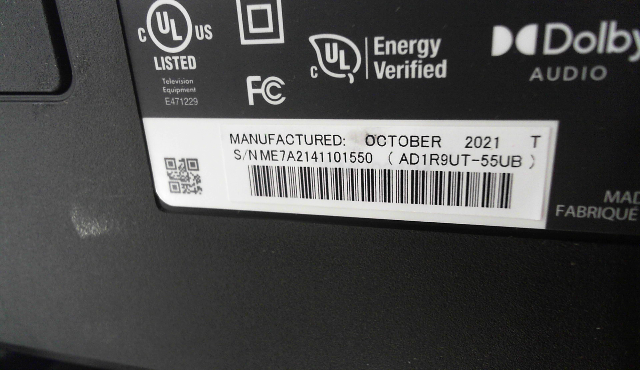 C UL US
LISTED
Television
Equipment
E471229
FC
C UL
Energy
Verified
Dolby
AUDIO
MANUFACTURED: OCTOBER 2021 T
S/N ME7A2141101550 ( AD1R9UT-55UB )
MAD
FABRIQUÉ